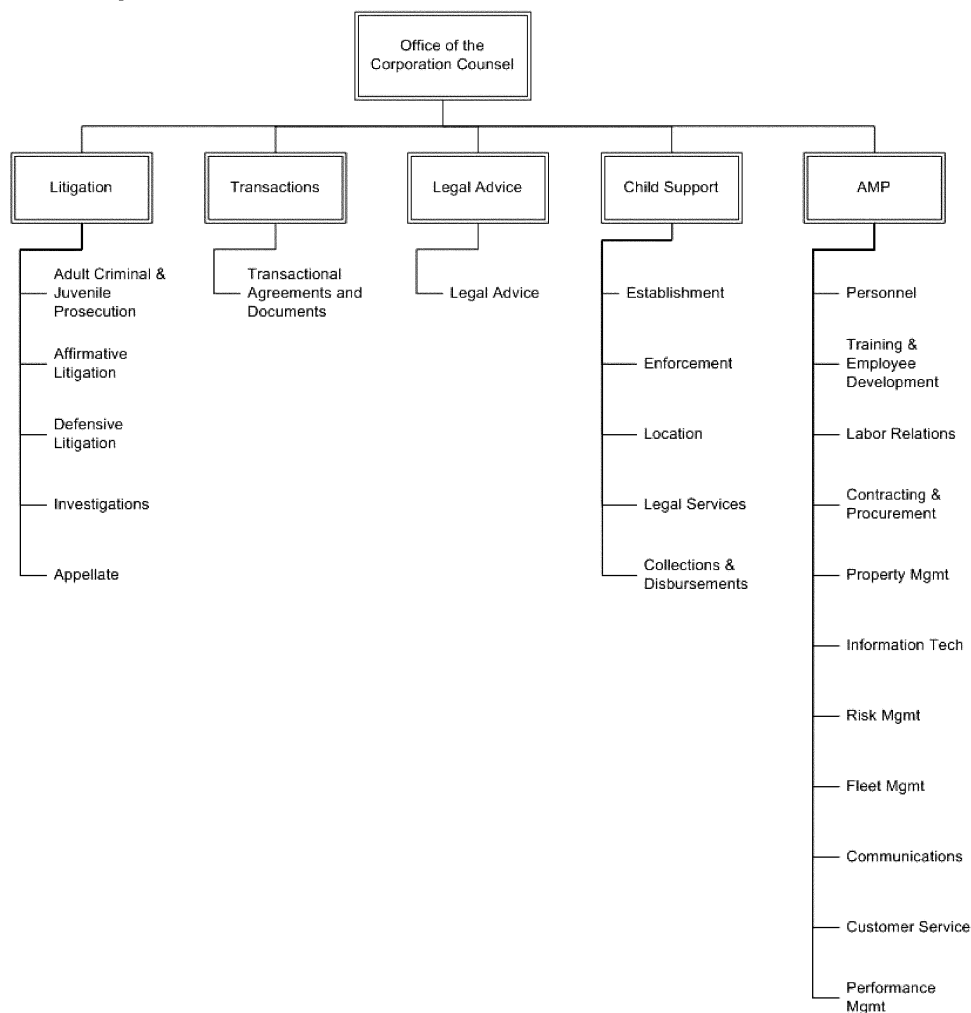 Office of the
Corporation Counsel
Litigation
Transactions
Legal Advice
Child Support
AMP
Adult Criminal &
Juvenile
Prosecution
Affirmative
Litigation
Defensive
Litigation
Investigations
Appellate
Transactional
Agreements and
Documents
Legal Advice
Establishment
Enforcement
Location
Legal Services
Collections &
Disbursements
Personnel
Training &
Employee
Development
Labor Relations
Contracting &
Procurement
Property Mgmt
Information Tech
Risk Mgmt
Fleet Mgmt
Communications
Customer Service
Performance
Mgmt